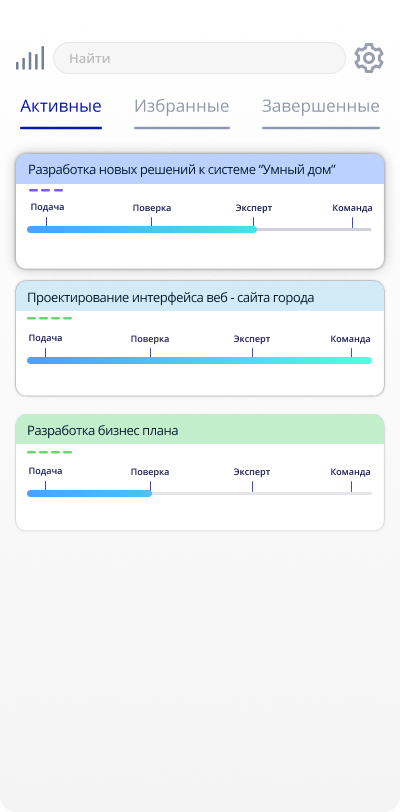 Найти
Активные Избранные Завершенные
Разработка новых решений к системе “Умный дом”
Подача Поверка Эксперт Команда
Проектирование интерфейса веб - сайта города
Подача Поверка Эксперт Команда
Разработка бизнес плана
Подача Поверка Эксперт Команда